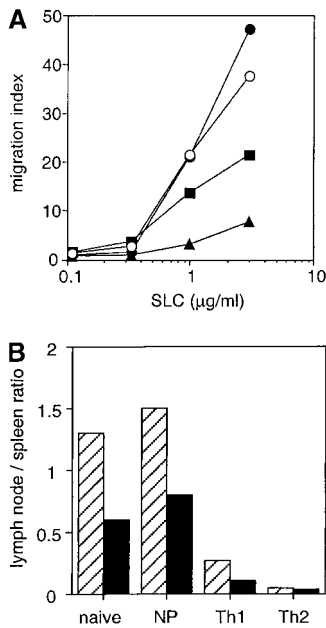 A
50
40
30
20
10
0
migration index
0.1
1
10
SLC (µg/ml)
B
2
1.5
1
0.5
0
lymph node / spleen ratio
naive
NP
Th1
Th2